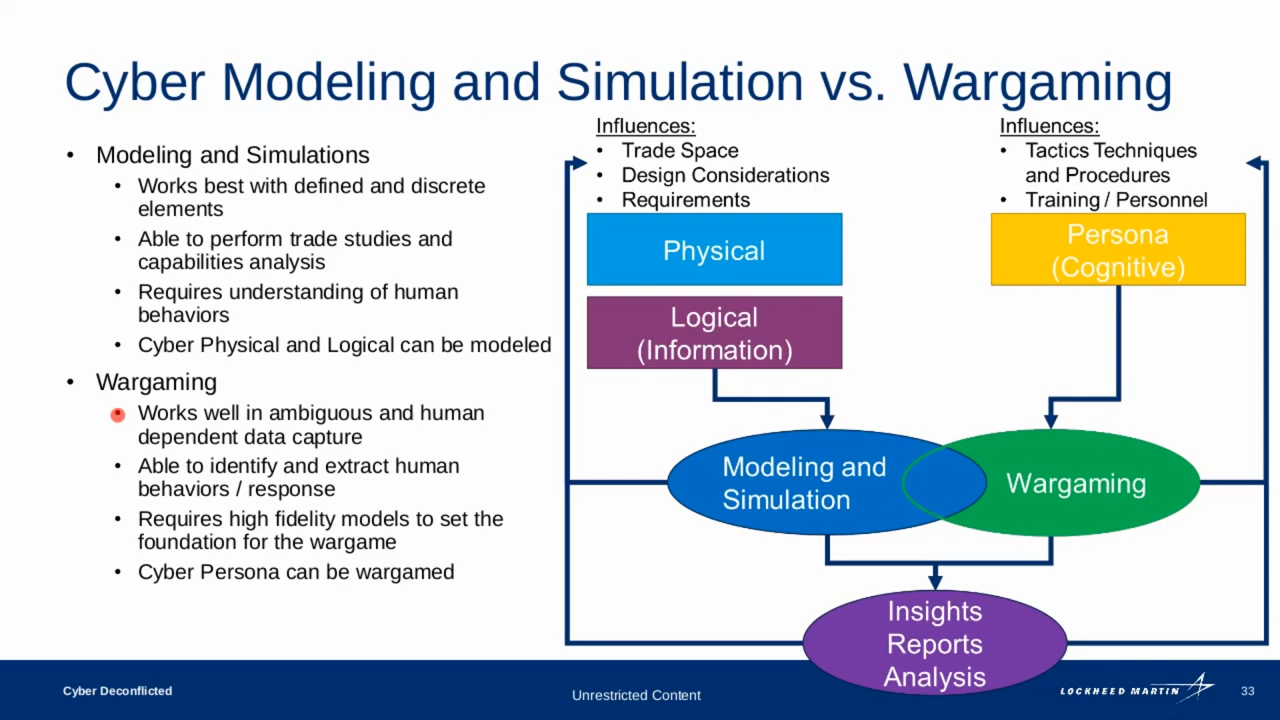 Cyber Modeling and Simulation vs. Wargaming
• Modeling and Simulations
• Works best with defined and discrete
elements
• Able to perform trade studies and
capabilities analysis
• Requires understanding of human
behaviors
• Cyber Physical and Logical can be modeled
• Wargaming
• Works well in ambiguous and human
dependent data capture
• Able to identify and extract human
behaviors / response
• Requires high fidelity models to set the
foundation for the wargame
• Cyber Persona can be wargamed
Influences:
• Trade Space
• Design Considerations
• Requirements
Physical
Logical
(Information)
Influences:
• Tactics Techniques
and Procedures
• Training / Personnel
Persona
(Cognitive)
Modeling and
Simulation
Wargaming
Insights
Reports
Analysis
Cyber Deconflicted
Unrestricted Content
LOCKHEED MARTIN
33